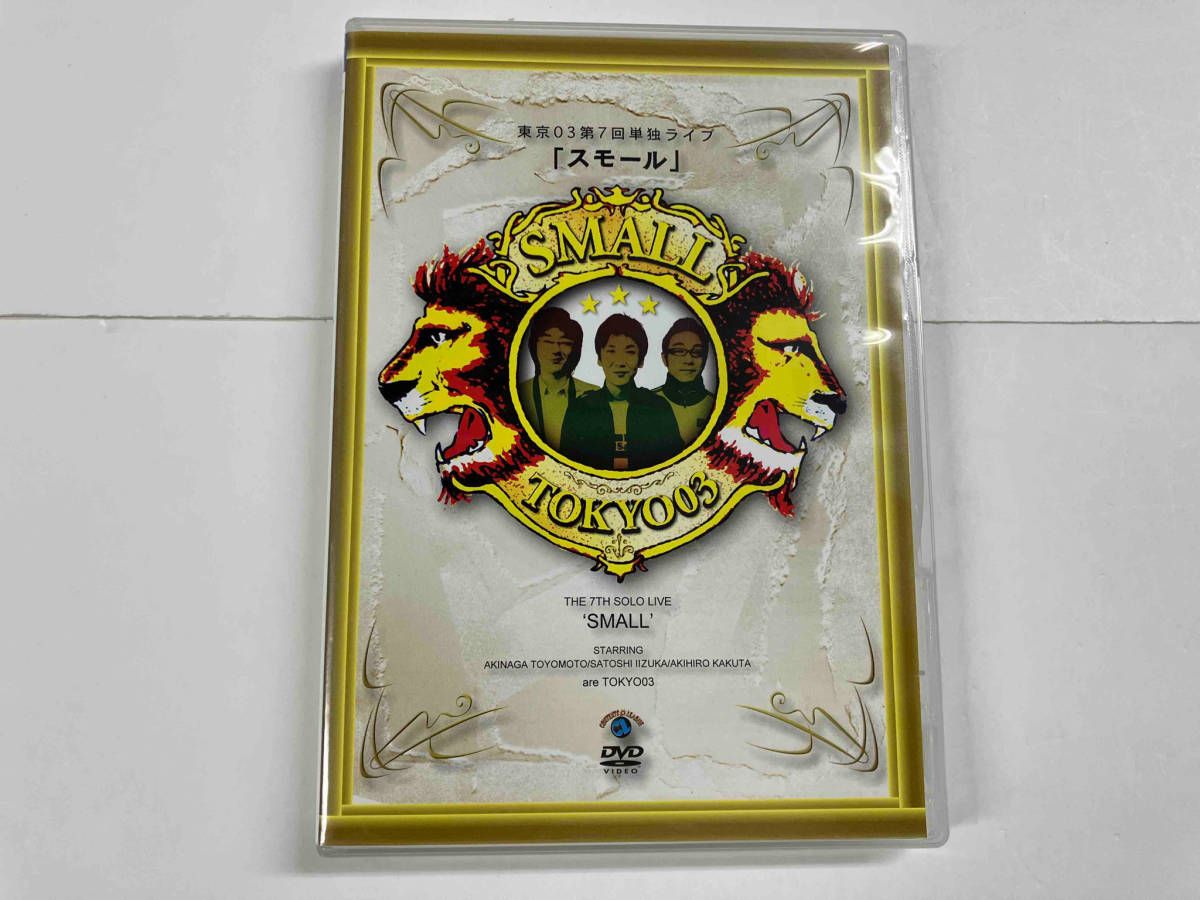 東京03第7回単独ライブ
「スモール」
SMALL
TOKYO03
THE 7TH SOLO LIVE
‘SMALL’
STARRING
AKINAGA TOYOMOTO/SATOSHI IIZUKA/AKIHIRO KAKUTA
are TOKYO03
DVD
VIDEO